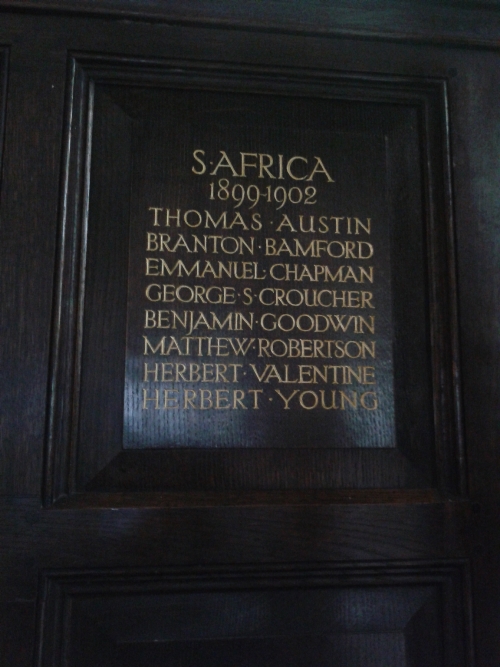 S·AFRICA
1899-1902
THOMAS·AUSTIN
BRANTON·BAMFORD
EMMANUEL·CHAPMAN
GEORGE·S·CROUCHER
BENJAMIN·GOODWIN
MATTHEW·ROBERTSON
HERBERT·VALENTINE
HERBERT·YOUNG